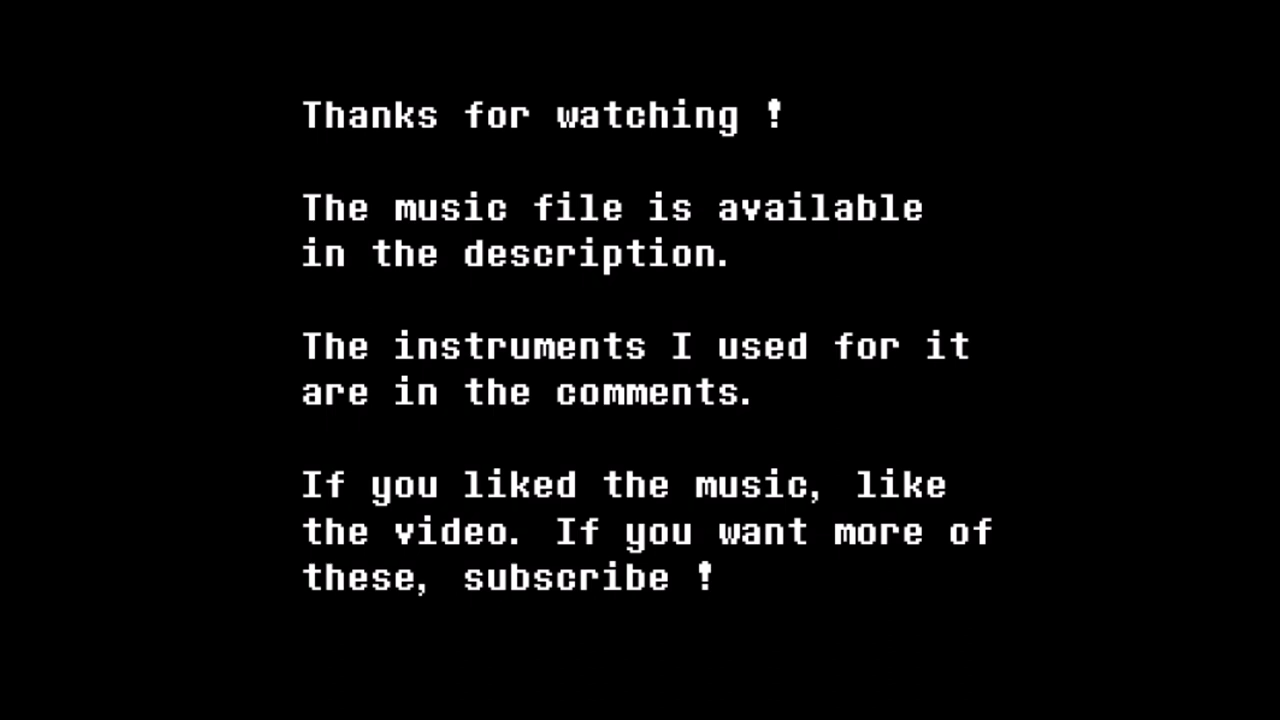 Thanks for watching !
The music file is available
in the description.
The instruments I used for it
are in the comments.
If you liked the music, like
the video. If you want more of
these, subscribe !